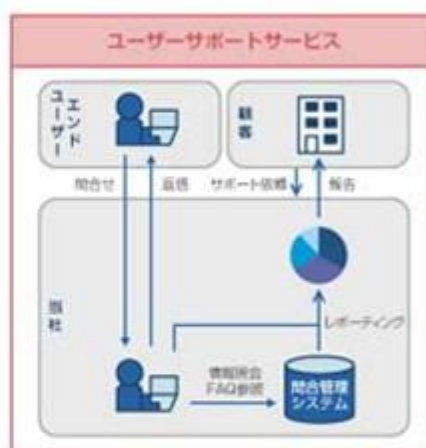 ユーザーサポートサービス
エンド
ユーザー
顧客
問合せ
返信
サポート依頼
報告
当社
レポーティング
情報照会
FAQ参照
問合管理
システム